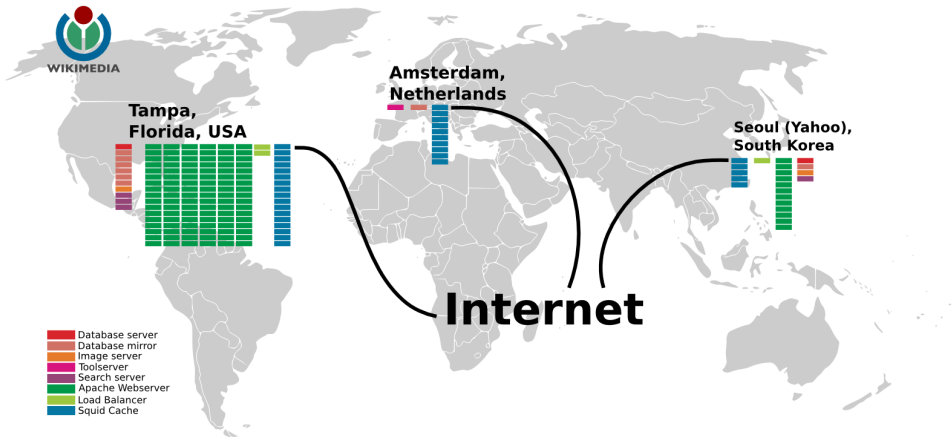 WIKIMEDIA
Amsterdam,
Netherlands
Tampa,
Florida, USA
Seoul (Yahoo),
South Korea
Internet
Database server
Database mirror
Image server
Toolserver
Search server
Apache Webserver
Load Balancer
Squid Cache